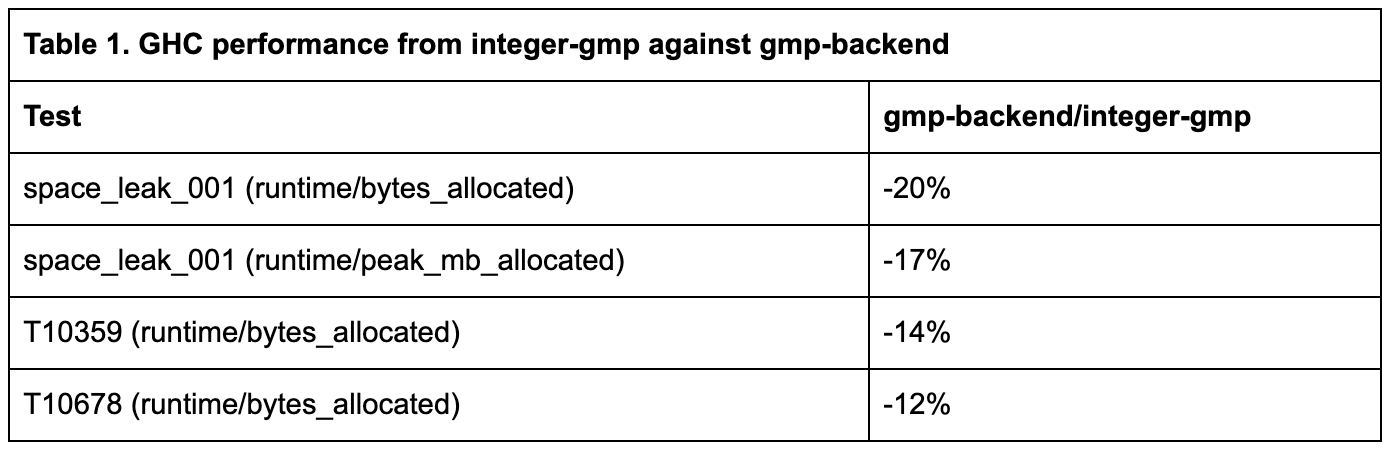 Table 1. GHC performance from integer-gmp against gmp-backend
Test gmp-backend/integer-gmp
space_leak_001 (runtime/bytes_allocated) -20%
space_leak_001 (runtime/peak_mb_allocated) -17%
T10359 (runtime/bytes_allocated) -14%
T10678 (runtime/bytes_allocated) -12%